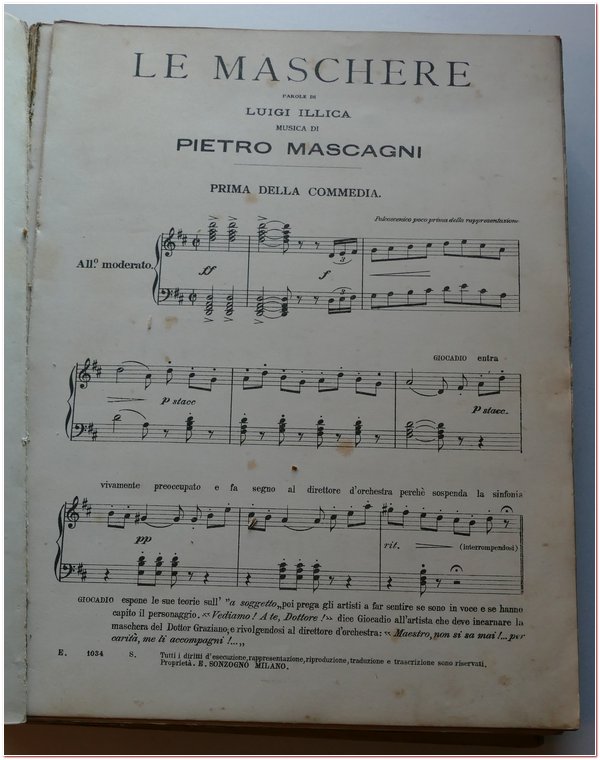 LE MASCHERE
PAROLE DI
LUIGI ILLICA
MUSICA DI
PIETRO MASCAGNI
PRIMA DELLA COMMEDIA.
Palcoscenico poco prima della rappresentazione
All.º moderato.
ff
f
3
3
GIOCADIO entra
p stacc
p stacc.
vivamente preoccupato e fa segno al direttore d'orchestra perchè sospenda la sinfonia
pp
rit.
(interrompendosi)
GIOCADIO espone le sue teorie sull' "a soggetto„ poi prega gli artisti a far sentire se sono in voce e se hanno
capito il personaggio. «Vediamo! A te, Dottore!» dice Giocadio all'artista che deve incarnare la
maschera del Dottor Graziano, e rivolgendosi al direttore d'orchestra: «Maestro, non si sa mai!... per
carità, me li accompagni!...„
E. 1034 S.
Tutti i diritti d'esecuzione, rappresentazione, riproduzione, traduzione e trascrizione sono riservati.
Proprietà. E. SONZOGNO MILANO.